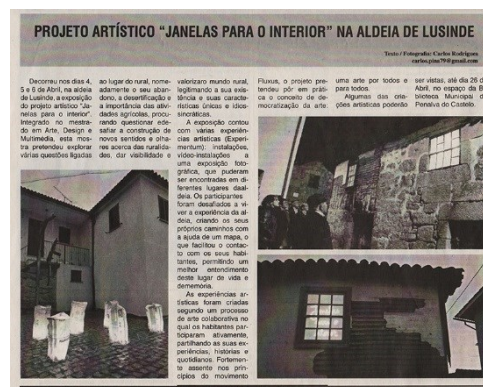 PROJETO ARTÍSTICO “JANELAS PARA O INTERIOR” NA ALDEIA DE LUSINDE
Texto / Fotografia: Carlos Rodrigues
carlos.pina79@gmail.com
Decorreu nos dias 4,
5 e 6 de Abril, na aldeia
de Lusinde, a exposição
do projeto artístico "Ja-
nelas para o interior".
Integrado no mestra-
do em Arte, Design e
Multimédia, esta mos-
tra pretendeu explorar
várias questões ligadas
ao lugar do rural, nome-
adamente o seu aban-
dono, a desertificação e
a importância das ativi-
dades agrícolas, procu-
rando questionar e
safiar a construção de
novos sentidos e olha-
res acerca das ruralida-
des, dar visibilidade e
valorizaro mundo rural,
legitimando a sua exis-
tência e suas caracte-
rísticas únicas e idios-
sincráticas.
A exposição contou
com várias experiên-
cias artísticas (Experi-
mentum): instalações,
vídeo-instalações a
uma exposição foto-
gráfica, que puderam
ser encontradas em di-
ferentes lugares daal-
deia. Os participantes
foram desafiados a vi-
ver a experiência da al-
deia, criando os seus
próprios caminhos com
a ajuda de um mapa, o
que facilitou o contac-
to com os seus habi-
tantes, permitindo um
melhor entendimento
deste lugar de vida e
dememória.
As experiências ar-
tísticas foram criadas
segundo um processo
de arte colaborativa no
qual os habitantes par-
ticiparam ativamente,
partilhando as suas ex-
periências, histórias e
quotidianos. Fortemen-
te assente nos prin-
cípios do movimento
Fluxus, o projeto pre-
tendeu pôr em práti-
ca o conceito de de-
mocratização da arte:
uma arte por todos e
para todos.
Algumas das cria-
ções artísticas poderão
ser vistas, até dia 26 d
Abril, no espaço da B
blioteca Municipal d
Penalva do Castelo.